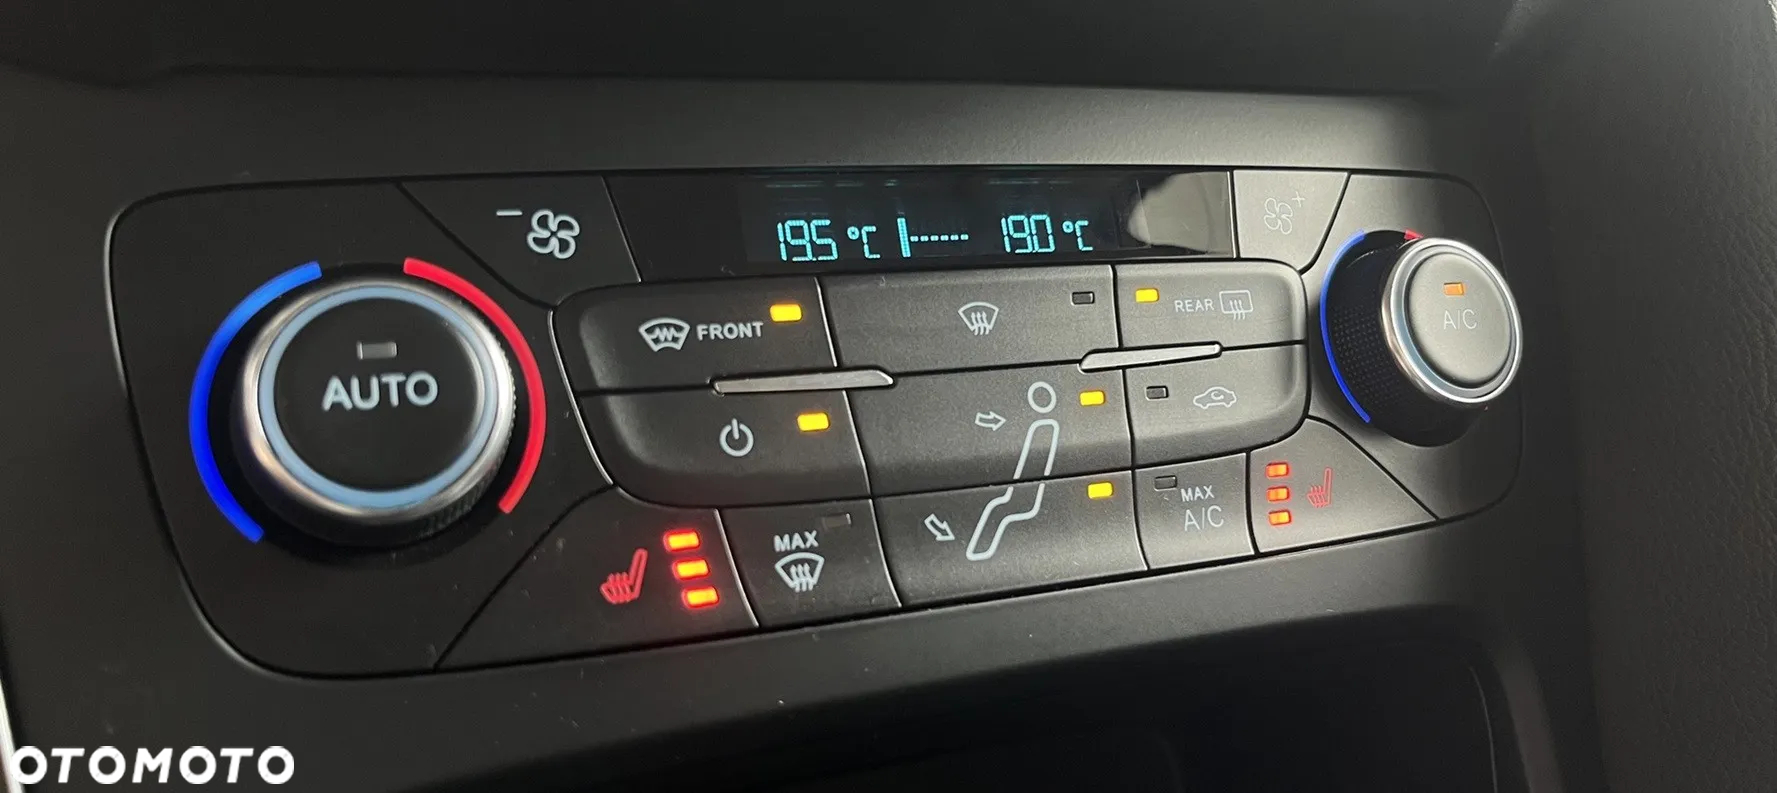 19.5 °C 19.0 °C
FRONT
REAR
A/C
AUTO
MAX
MAX
A/C
OTOMOTO